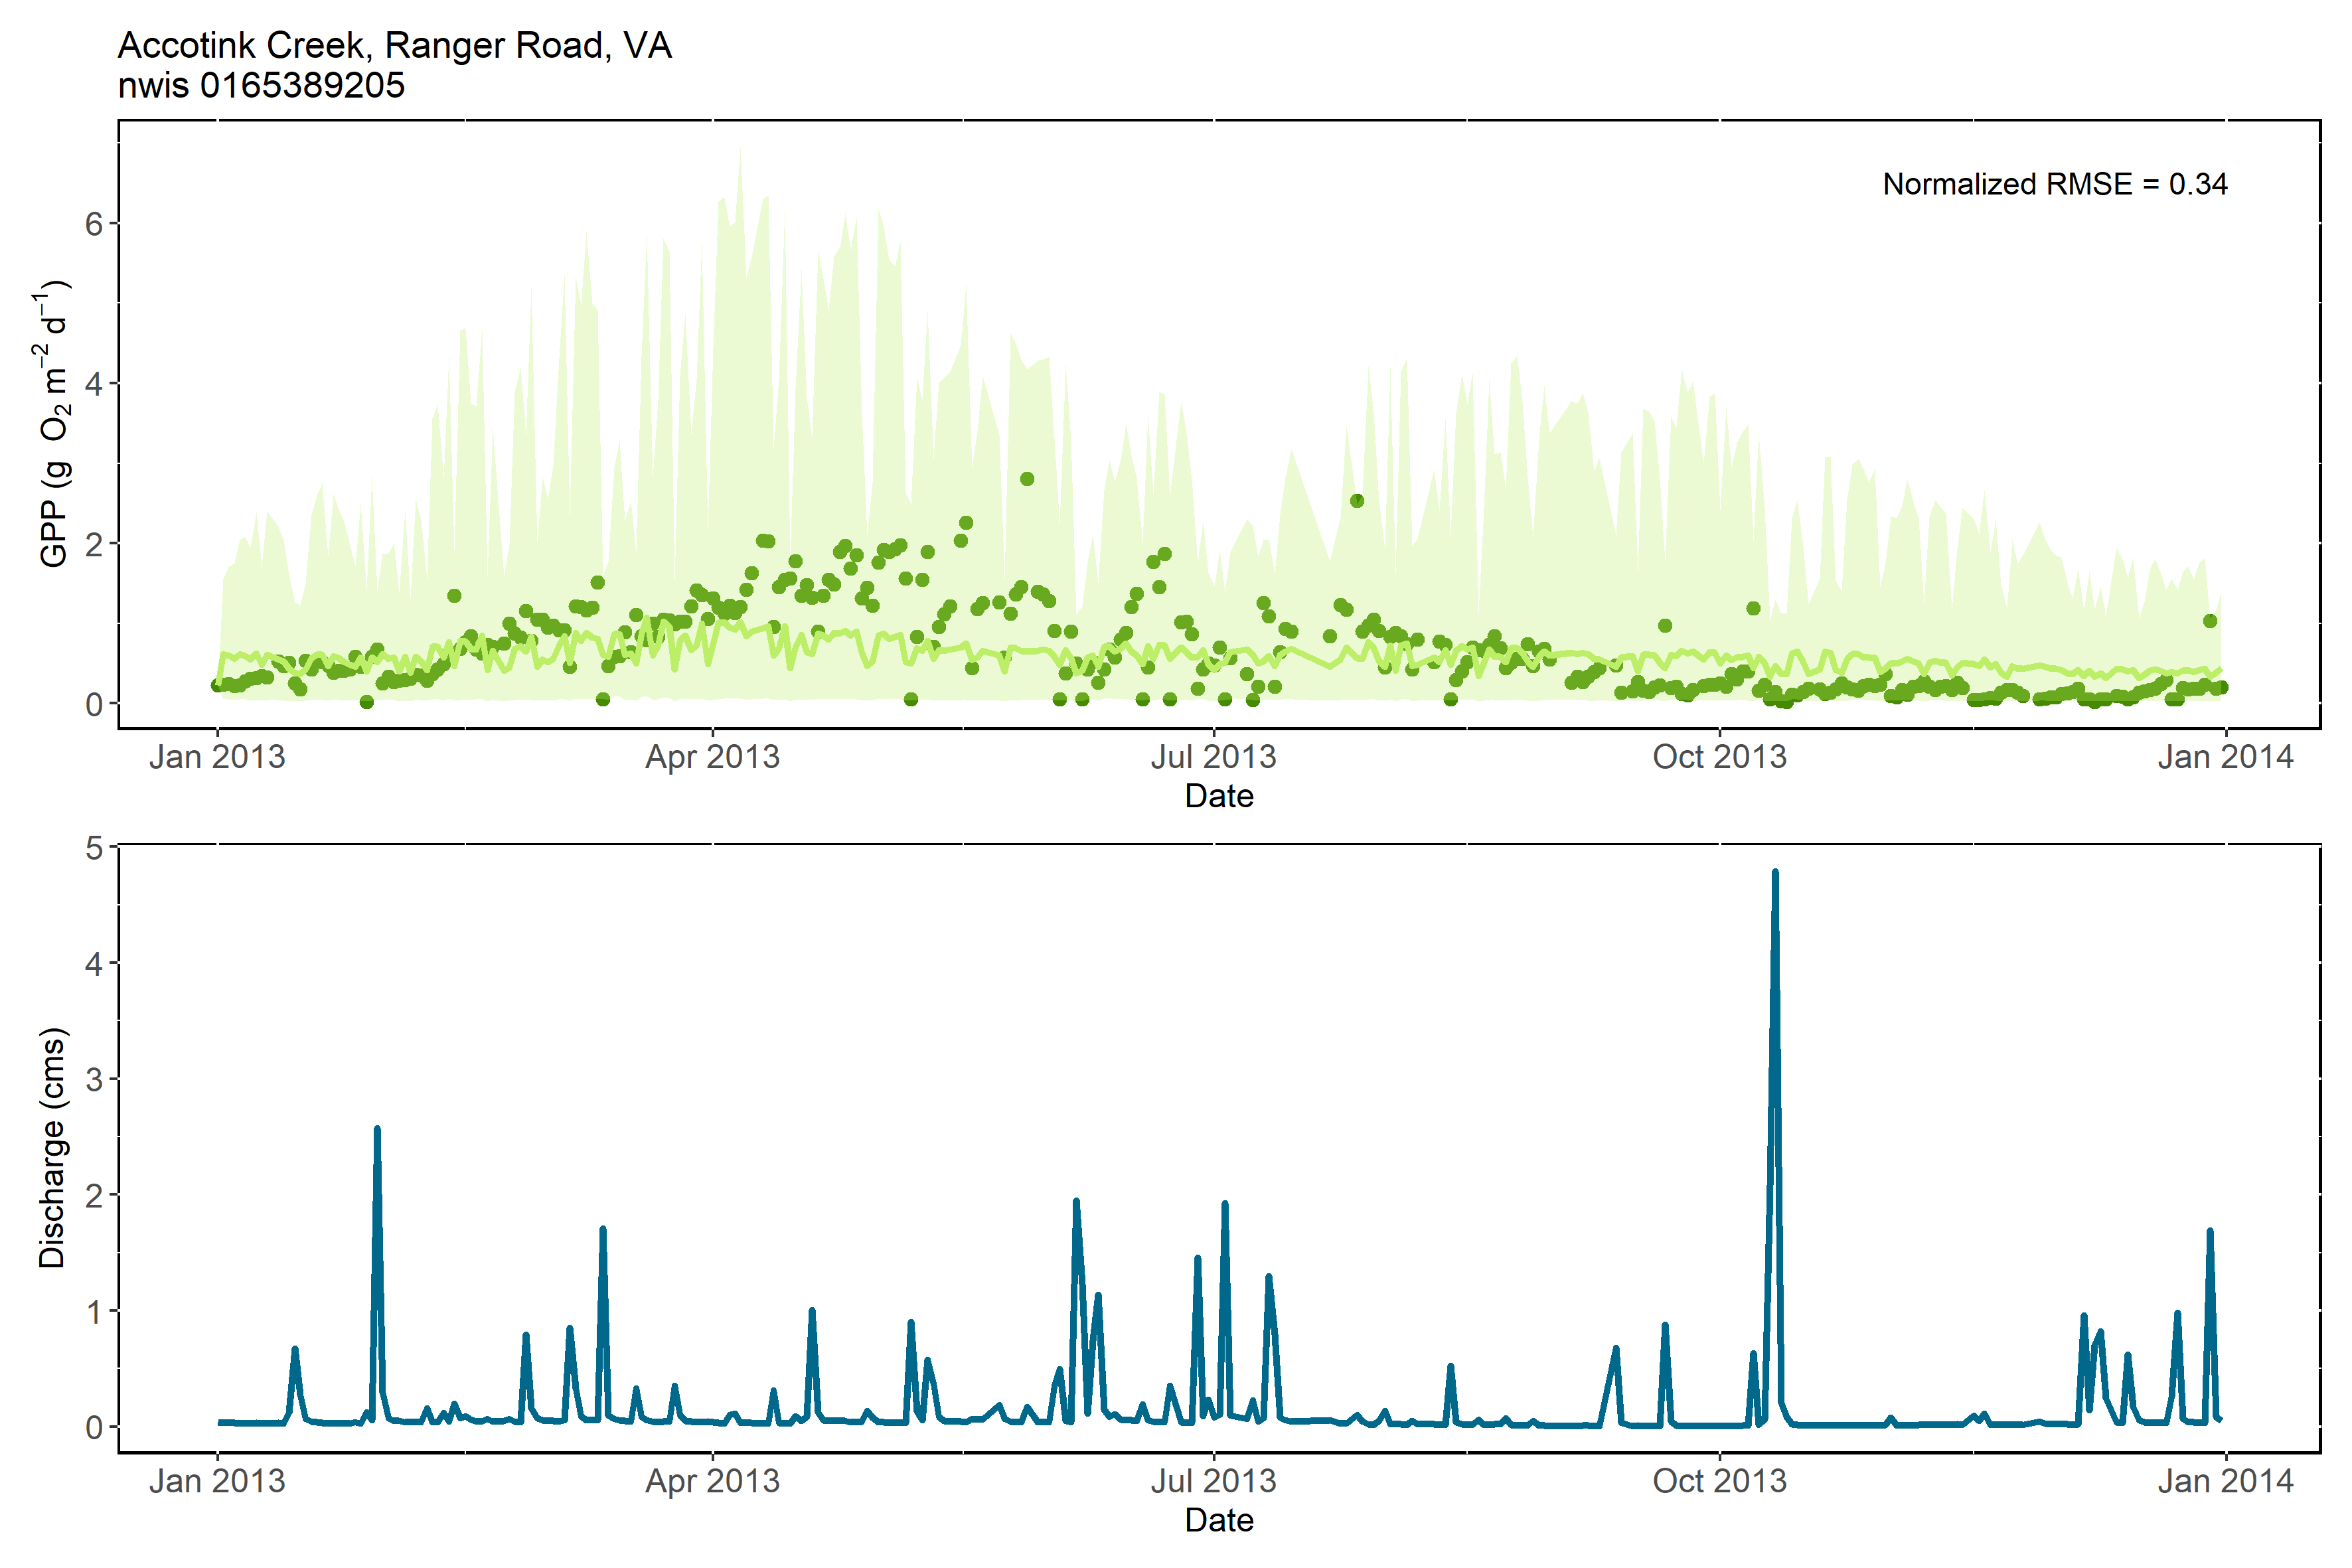 Accotink Creek, Ranger Road, VA
nwis 0165389205
Normalized RMSE = 0.34
GPP (g O₂ m⁻² d⁻¹)
6
4
2
0
Jan 2013
Apr 2013
Jul 2013
Oct 2013
Jan 2014
Date
Discharge (cms)
5
4
3
2
1
0
Jan 2013
Apr 2013
Jul 2013
Oct 2013
Jan 2014
Date